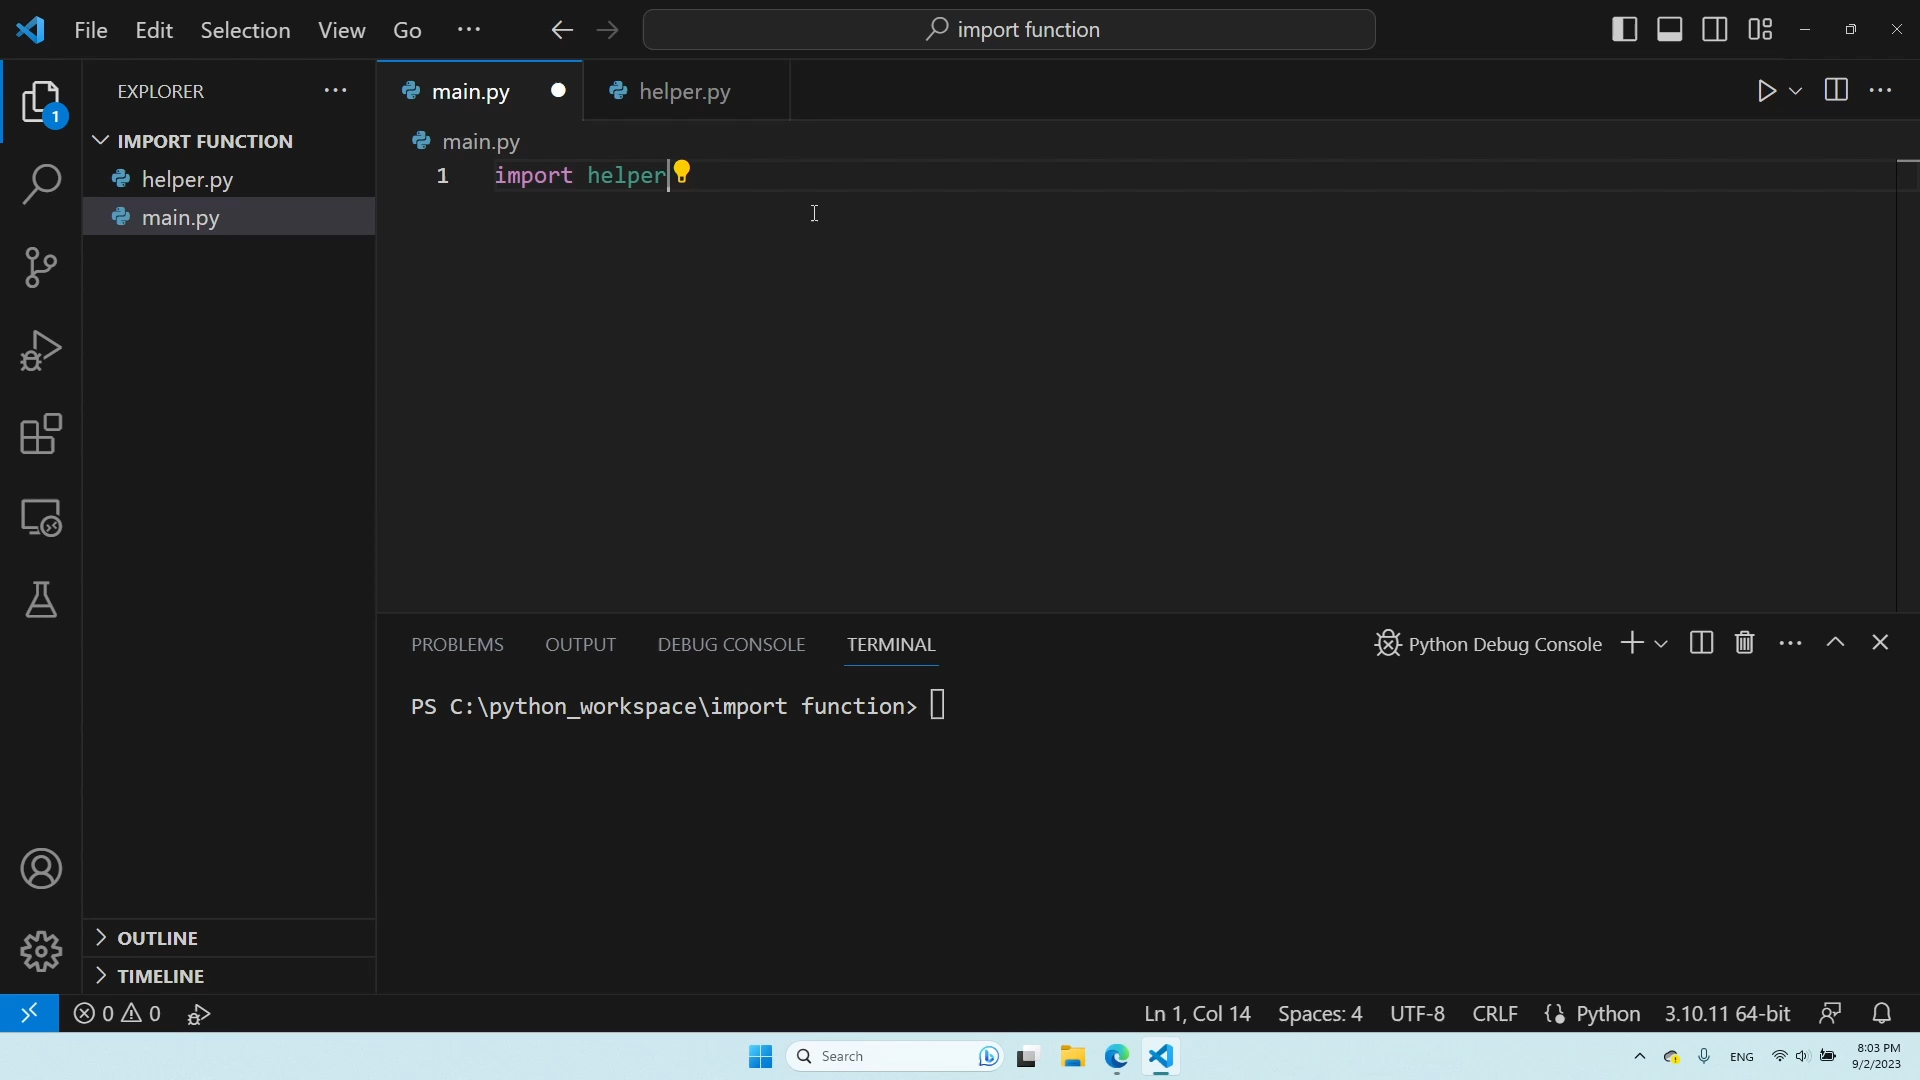 File Edit Selection View Go ···
import function
EXPLORER ···
main.py
helper.py
1
IMPORT FUNCTION
helper.py
main.py
main.py
1 import helper
PROBLEMS OUTPUT DEBUG CONSOLE TERMINAL
Python Debug Console
PS C:\python_workspace\import function>
OUTLINE
TIMELINE
0 0
Ln 1, Col 14 Spaces: 4 UTF-8 CRLF Python 3.10.11 64-bit
Search
ENG
8:03 PM
9/2/2023